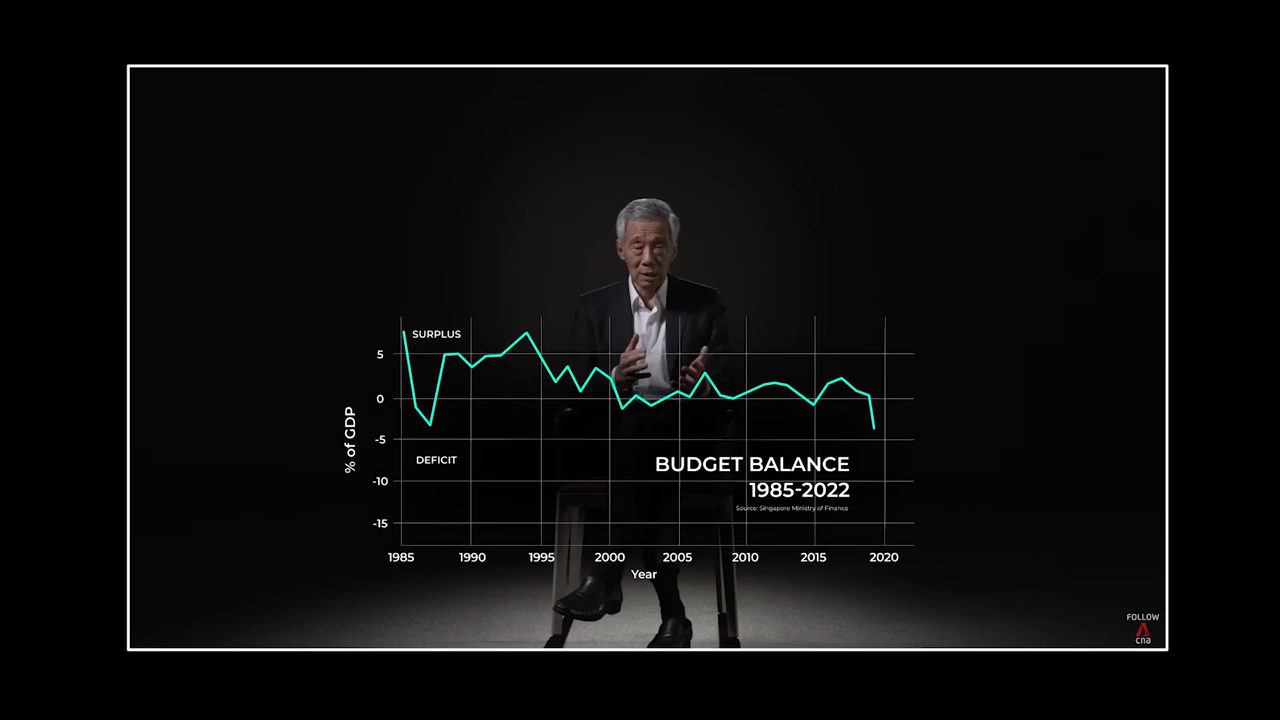 SURPLUS
5
0
-5
DEFICIT
-10
-15
% of GDP
BUDGET BALANCE
1985-2022
Source: Singapore Ministry of Finance
1985 1990 1995 2000 2005 2010 2015 2020
Year
FOLLOW
cna